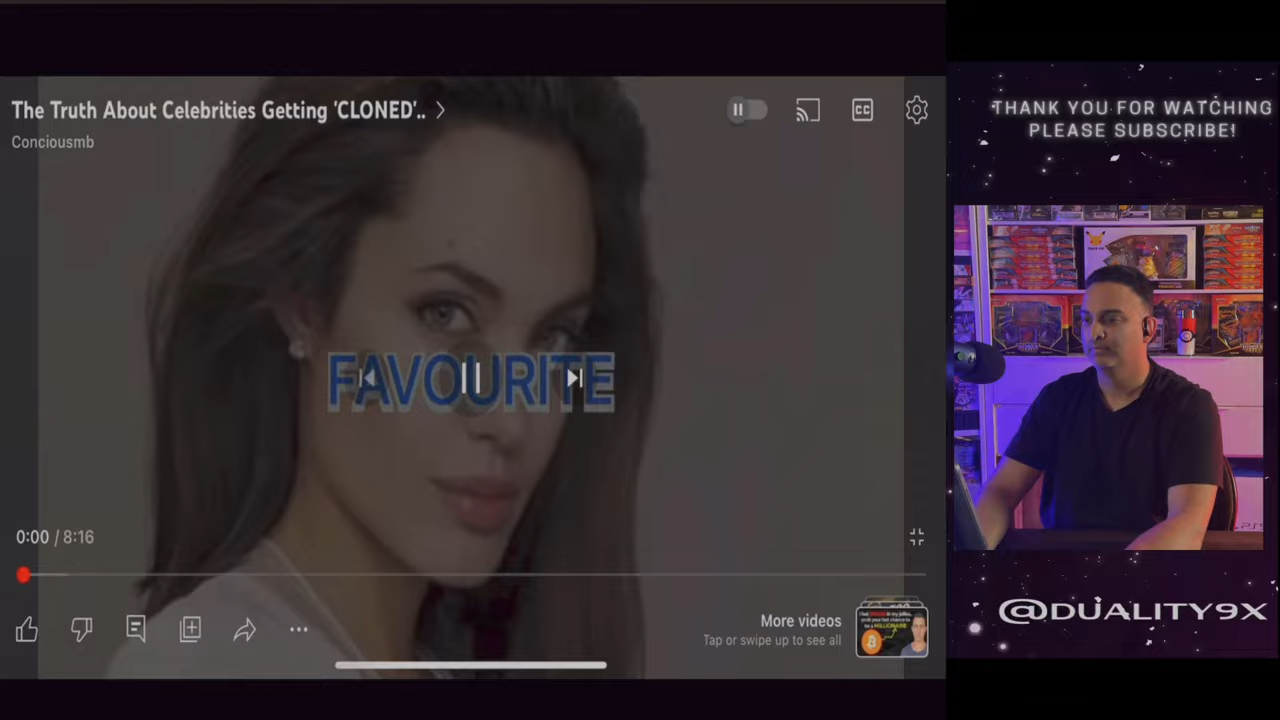 The Truth About Celebrities Getting 'CLONED'..
Conciousmb
CC
FAVOURITE
0:00 / 8:16
More videos
Tap or swipe up to see all
THANK YOU FOR WATCHING
PLEASE SUBSCRIBE!
@DUALITY9X